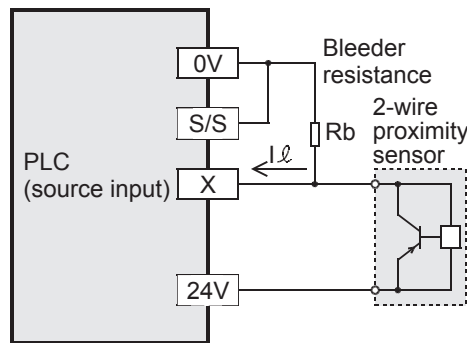 0V
S/S
PLC
(source input)
X
24V
Bleeder
resistance
Rb
Iℓ
2-wire
proximity
sensor